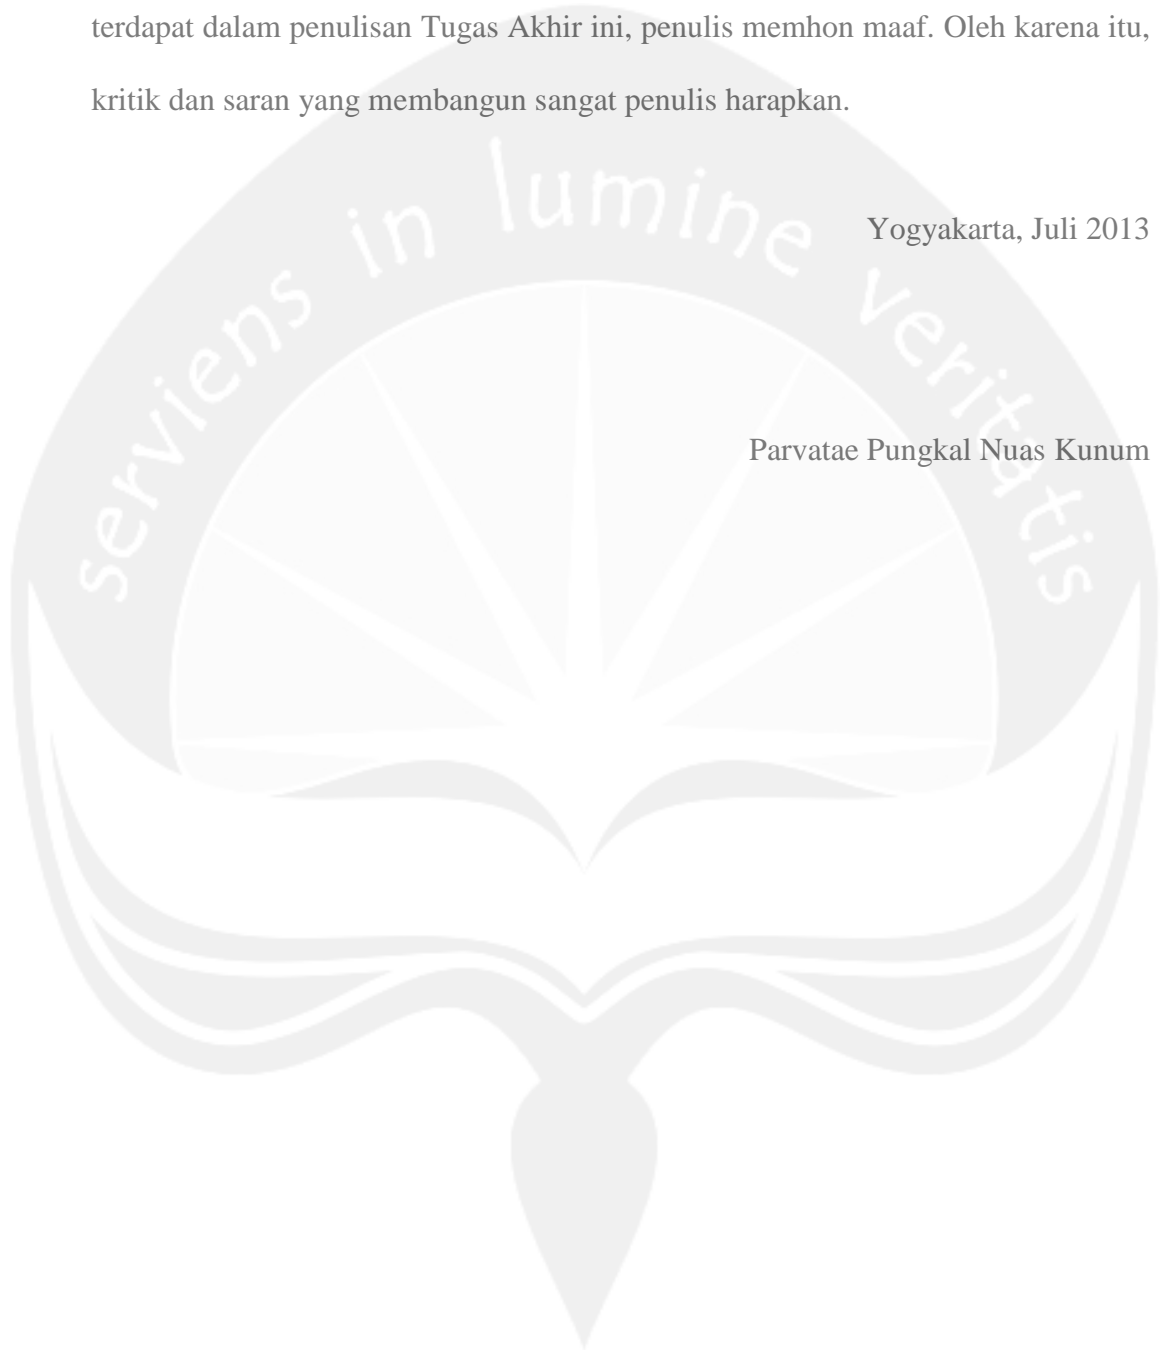 terdapat dalam penulisan Tugas Akhir ini, penulis memhon maaf. Oleh karena itu,
kritik dan saran yang membangun sangat penulis harapkan.
serviens in lumine veritatis
Yogyakarta, Juli 2013
Parvatae Pungkal Nuas Kunum